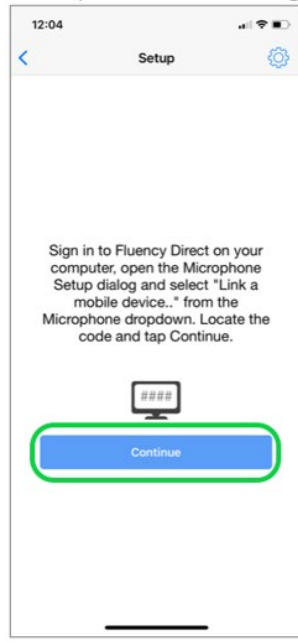 12:04
Setup
Sign in to Fluency Direct on your
computer, open the Microphone
Setup dialog and select "Link a
mobile device.." from the
Microphone dropdown. Locate the
code and tap Continue.
####
Continue